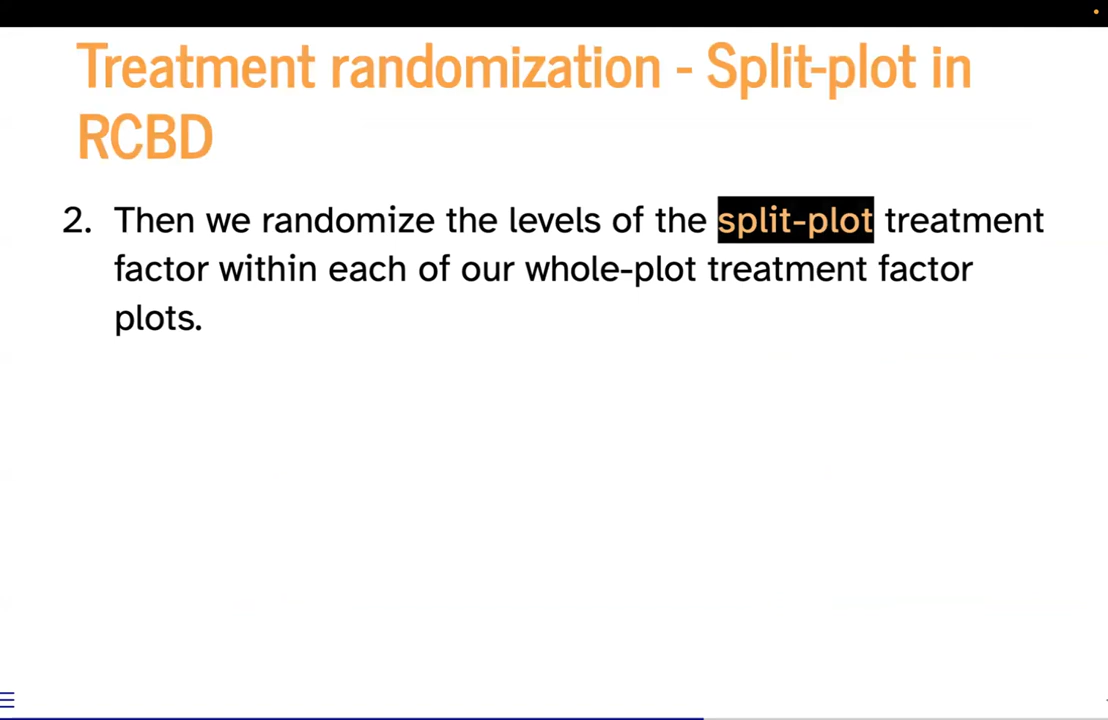 Treatment randomization - Split-plot in
RCBD
2. Then we randomize the levels of the split-plot treatment
factor within each of our whole-plot treatment factor
plots.